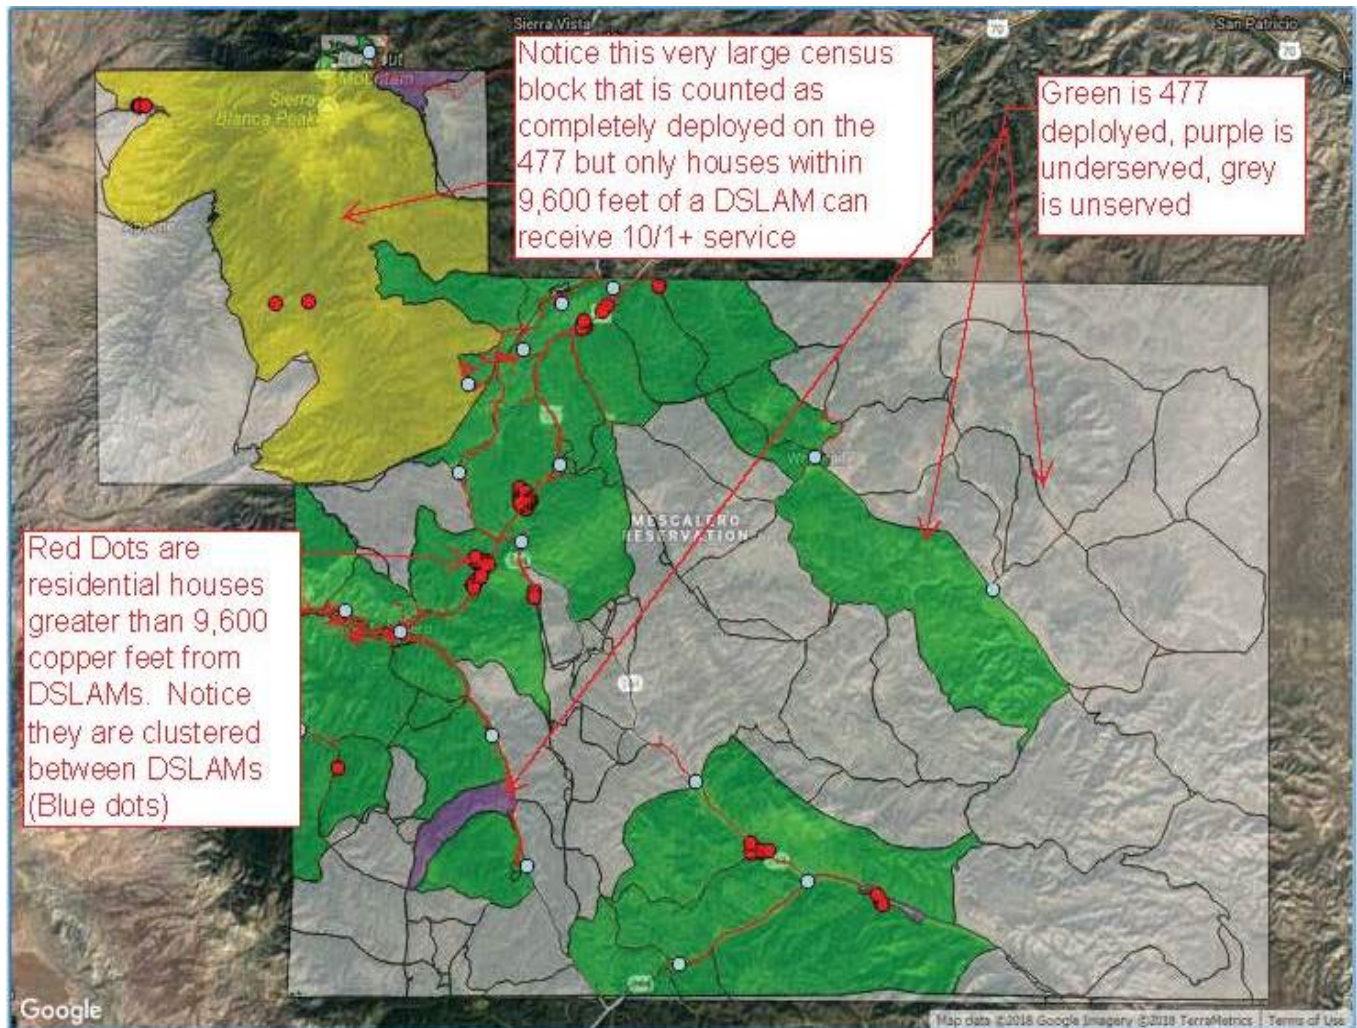 Sierra Vista
70
San Patricio
70
Notice this very large census
block that is counted as
completely deployed on the
477 but only houses within
9,600 feet of a DSLAM can
receive 10/1+ service
Green is 477
deplolyed, purple is
underserved, grey
is unserved
Sierra
Blanca Peak
MESCALERO
RESERVATION
Red Dots are
residential houses
greater than 9,600
copper feet from
DSLAMs. Notice
they are clustered
between DSLAMs
(Blue dots)
Google
Map data ©2018 Google Imagery ©2018 TerraMetrics
Terms of Use